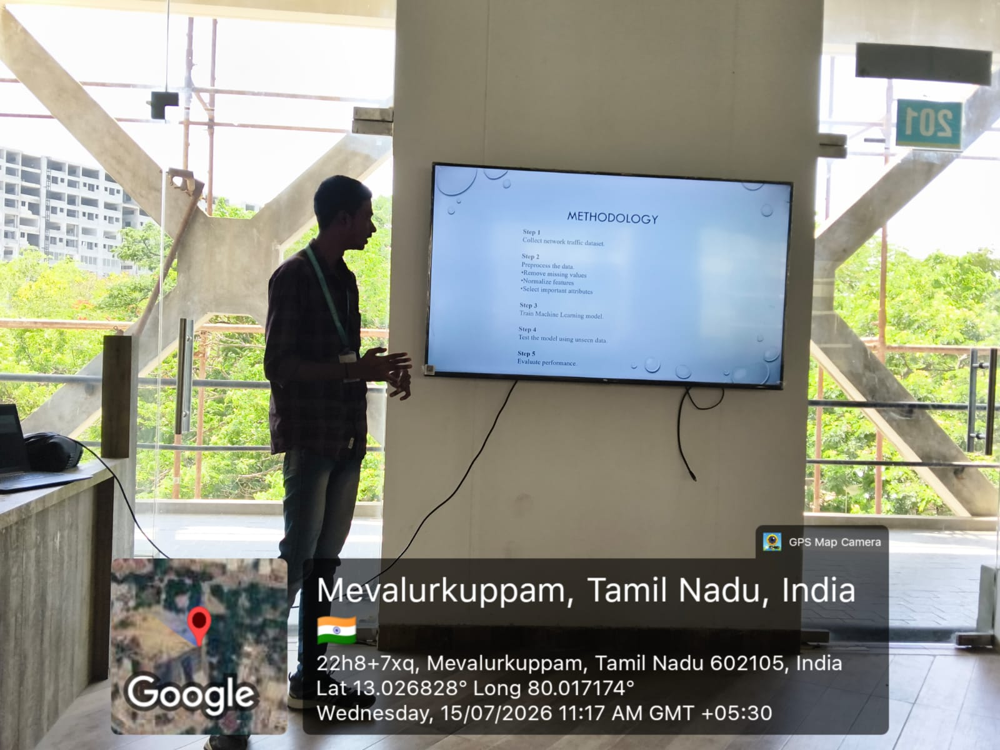 201
METHODOLOGY
Step 1
Collect network traffic dataset.
Step 2
Preprocess the data.
•Remove missing values
•Normalize features
•Select important attributes
Step 3
Train Machine Learning model.
Step 4
Test the model using unseen data.
Step 5
Evaluate performance.
GPS Map Camera
Mevalurkuppam, Tamil Nadu, India
22h8+7xq, Mevalurkuppam, Tamil Nadu 602105, India
Lat 13.026828° Long 80.017174°
Wednesday, 15/07/2026 11:17 AM GMT +05:30
Google